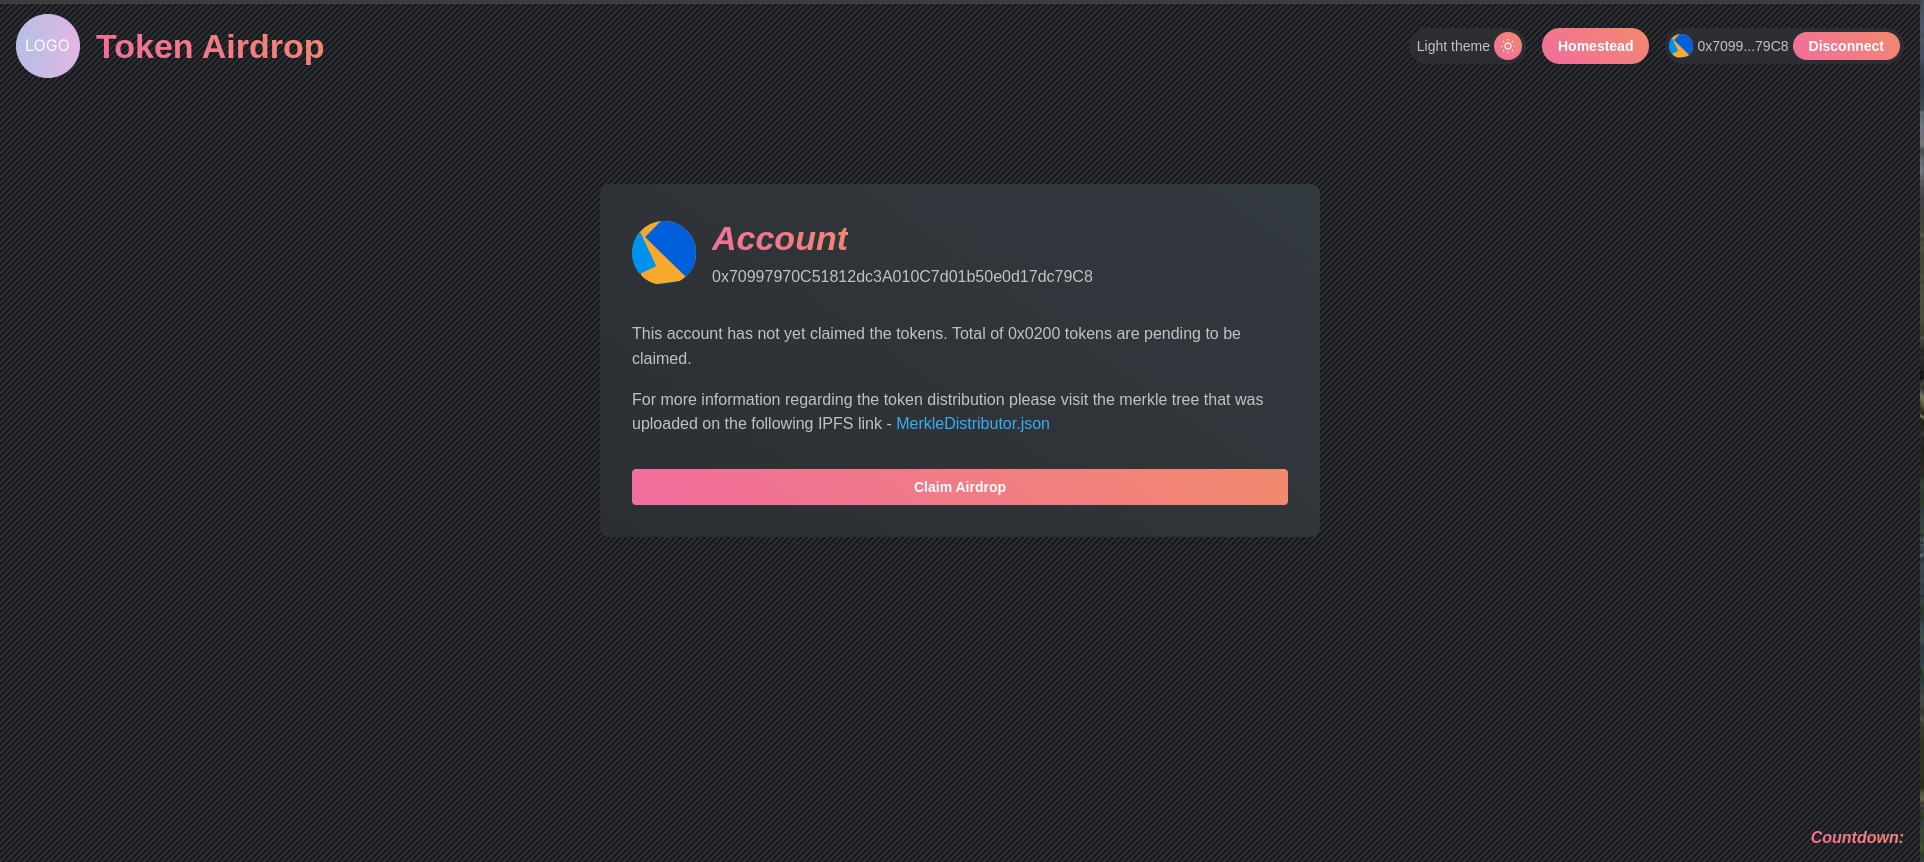 LOGO
Token Airdrop
Light theme
Homestead
0x7099...79C8
Disconnect
Account
0x70997970C51812dc3A010C7d01b50e0d17dc79C8
This account has not yet claimed the tokens. Total of 0x0200 tokens are pending to be
claimed.
For more information regarding the token distribution please visit the merkle tree that was
uploaded on the following IPFS link - MerkleDistributor.json
Claim Airdrop
Countdown: